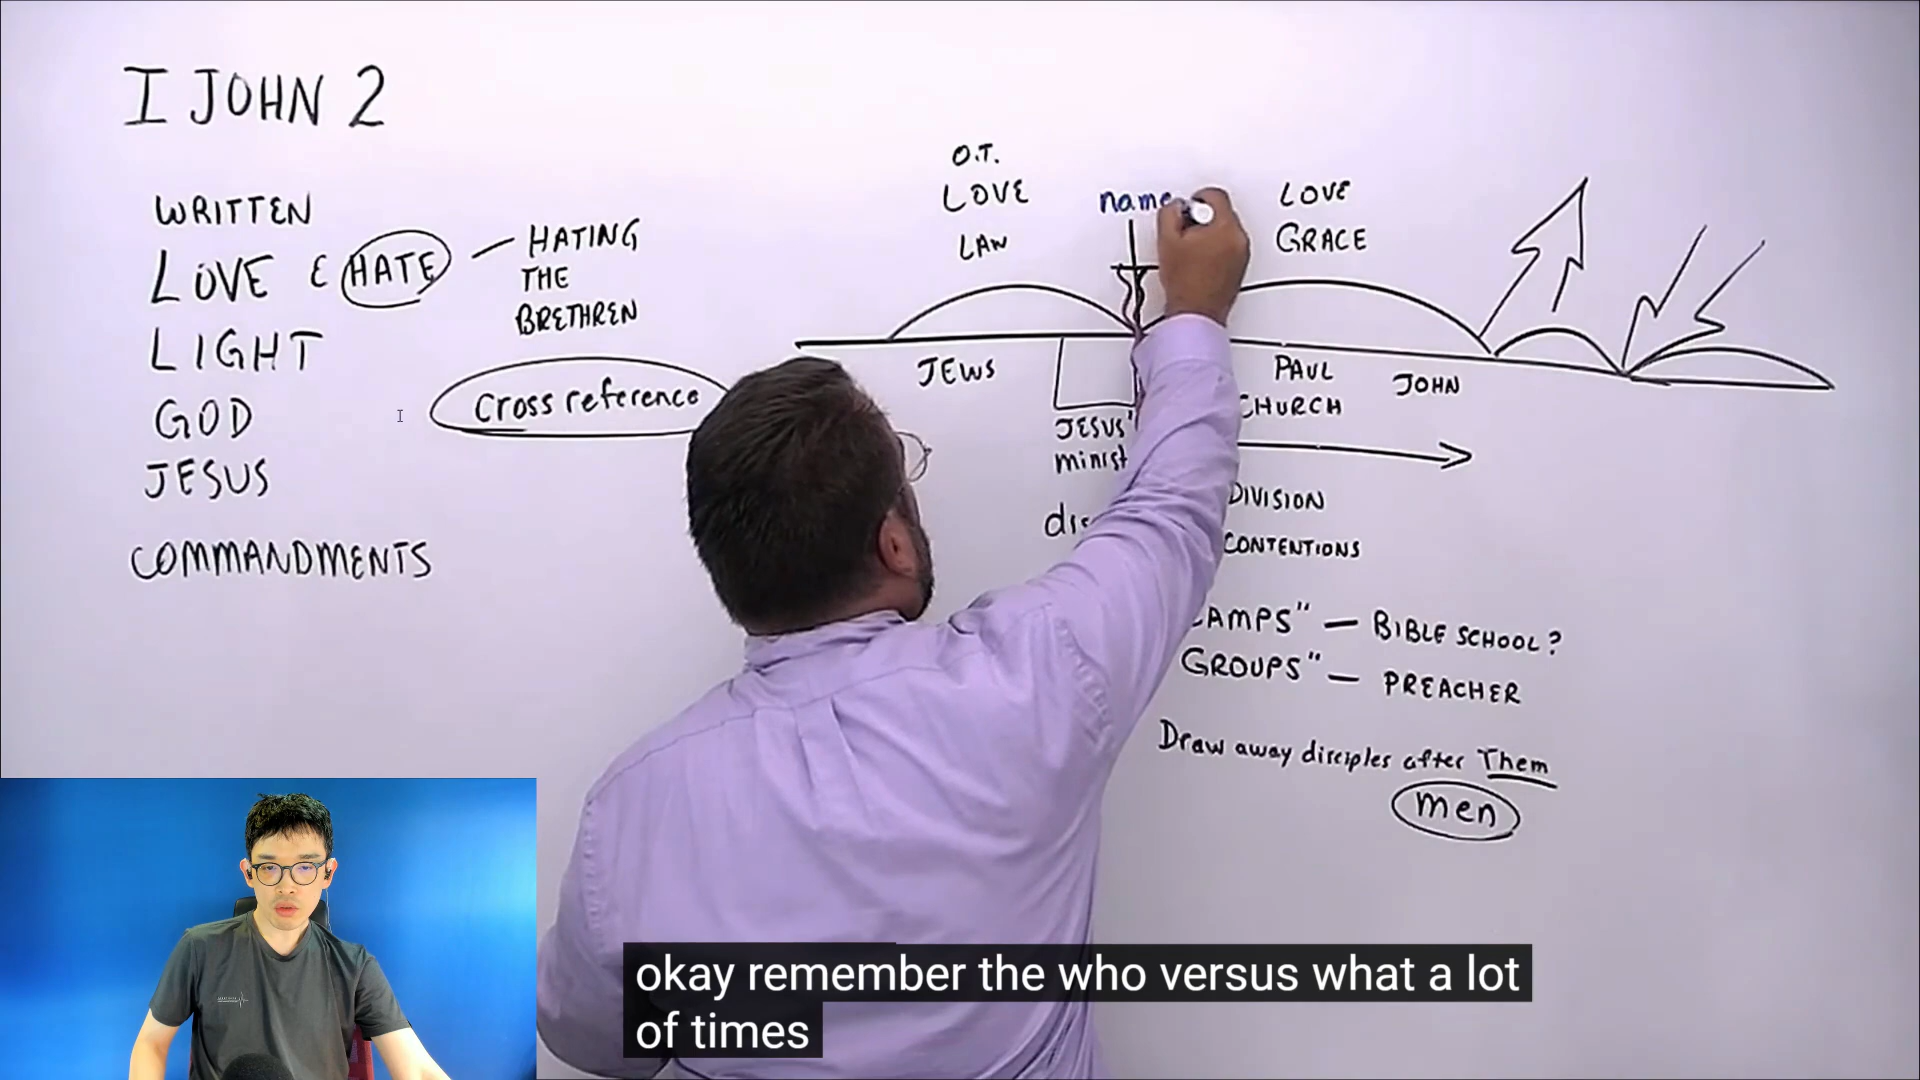 I JOHN 2
WRITTEN
LOVE & HATE — HATING
THE
BRETHREN
LIGHT
cross reference
GOD
JESUS
COMMANDMENTS
O.T.
LOVE
LAW
name
LOVE
GRACE
JEWS
JESUS'
minist
PAUL
CHURCH
JOHN
DIVISION
CONTENTIONS
AMPS" — BIBLE SCHOOL?
GROUPS" — PREACHER
Draw away disciples after Them
men
okay remember the who versus what a lot
of times